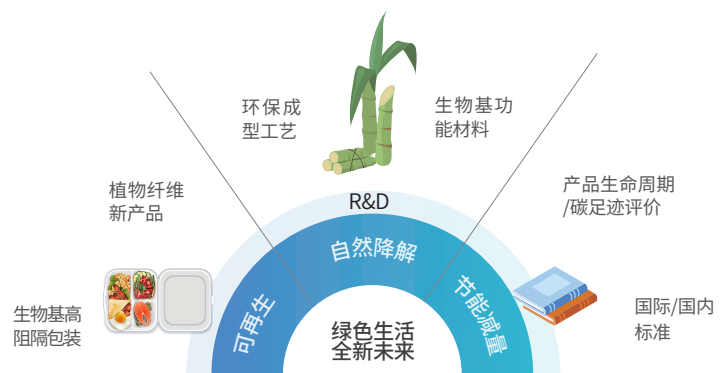 环保成
型工艺
生物基功
能材料
植物纤维
新产品
产品生命周期
/碳足迹评价
R&D
自然降解
可再生
节能减量
生物基高
阻隔包装
国际/国内
标准
绿色生活
全新未来